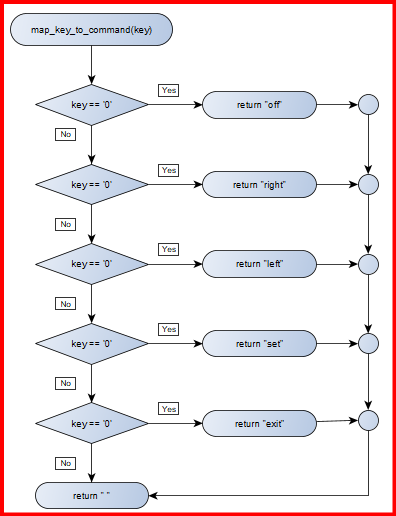 map_key_to_command(key)
key == '0'
Yes
return "off"
No
key == '0'
Yes
return "right"
No
key == '0'
Yes
return "left"
No
key == '0'
Yes
return "set"
No
key == '0'
Yes
return "exit"
No
return " "